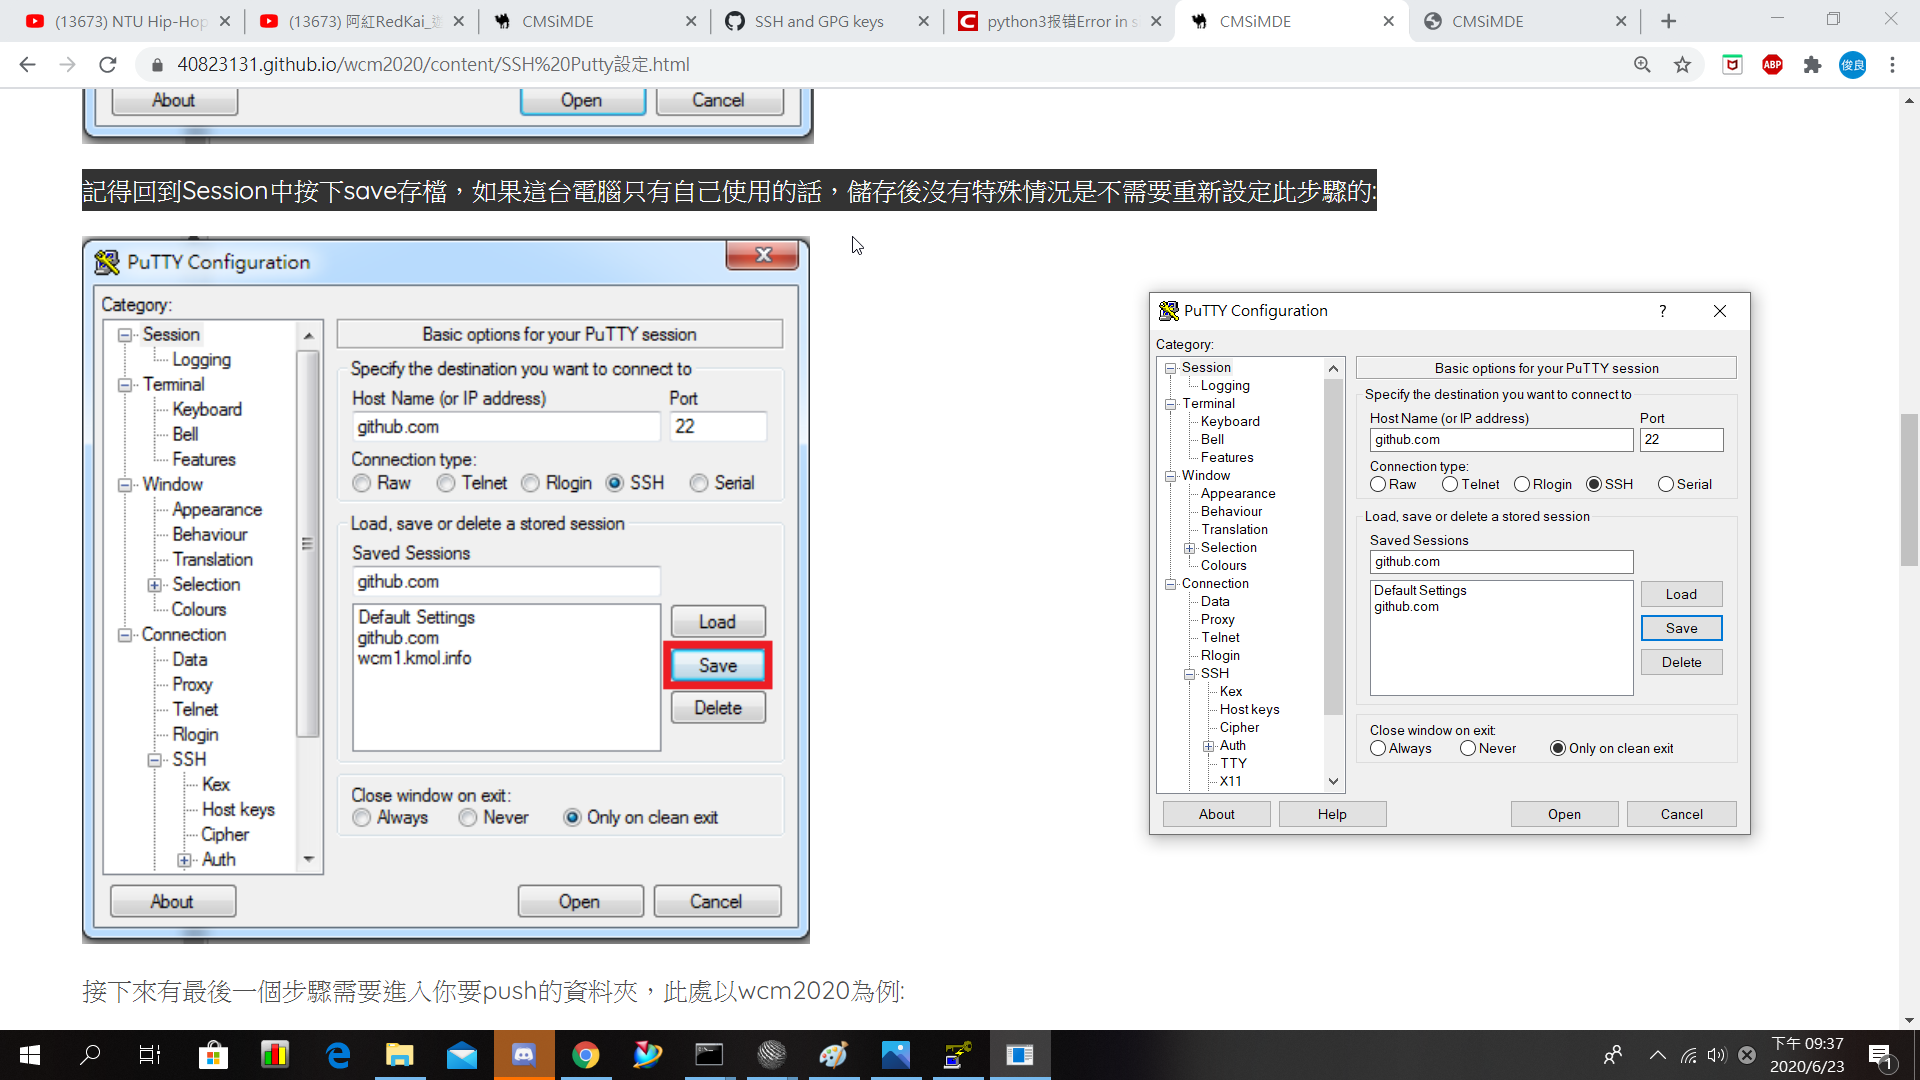 (13673) NTU Hip-Hop
(13673) 阿紅RedKai_
CMSiMDE
SSH and GPG keys
python3报错Error in s
CMSiMDE
CMSiMDE
40823131.github.io/wcm2020/content/SSH%20Putty設定.html
ABP
俊良
About
Open
Cancel
記得回到Session中按下save存檔，如果這台電腦只有自己使用的話，儲存後沒有特殊情況是不需要重新設定此步驟的:
PuTTY Configuration
Category:
Session
Logging
Terminal
Keyboard
Bell
Features
Window
Appearance
Behaviour
Translation
Selection
Colours
Connection
Data
Proxy
Telnet
Rlogin
SSH
Kex
Host keys
Cipher
Auth
Basic options for your PuTTY session
Specify the destination you want to connect to
Host Name (or IP address)
Port
github.com
22
Connection type:
Raw
Telnet
Rlogin
SSH
Serial
Load, save or delete a stored session
Saved Sessions
github.com
Default Settings
github.com
wcm1.kmol.info
Load
Save
Delete
Close window on exit:
Always
Never
Only on clean exit
About
Open
Cancel
PuTTY Configuration
?
Category:
Session
Logging
Terminal
Keyboard
Bell
Features
Window
Appearance
Behaviour
Translation
Selection
Colours
Connection
Data
Proxy
Telnet
Rlogin
SSH
Kex
Host keys
Cipher
Auth
TTY
X11
Basic options for your PuTTY session
Specify the destination you want to connect to
Host Name (or IP address)
Port
github.com
22
Connection type:
Raw
Telnet
Rlogin
SSH
Serial
Load, save or delete a stored session
Saved Sessions
github.com
Default Settings
github.com
Load
Save
Delete
Close window on exit:
Always
Never
Only on clean exit
About
Help
Open
Cancel
接下來有最後一個步驟需要進入你要push的資料夾，此處以wcm2020為例:
下午 09:37
2020/6/23
1